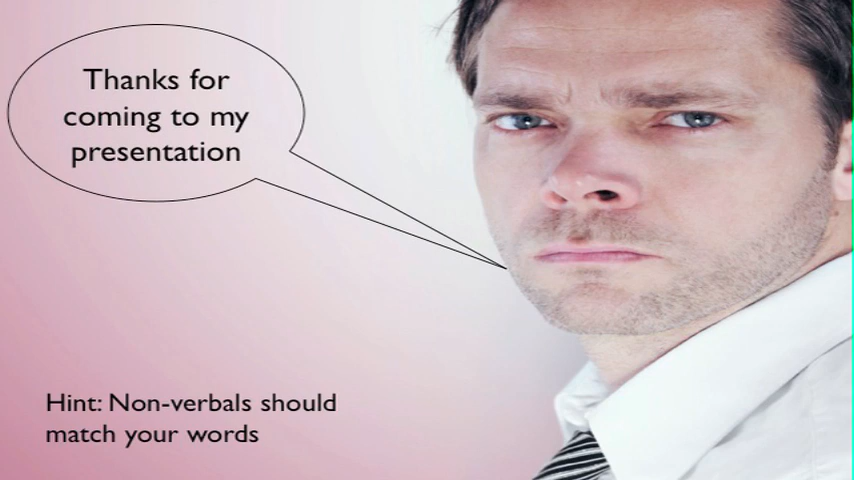 Thanks for
coming to my
presentation
Hint: Non-verbals should
match your words